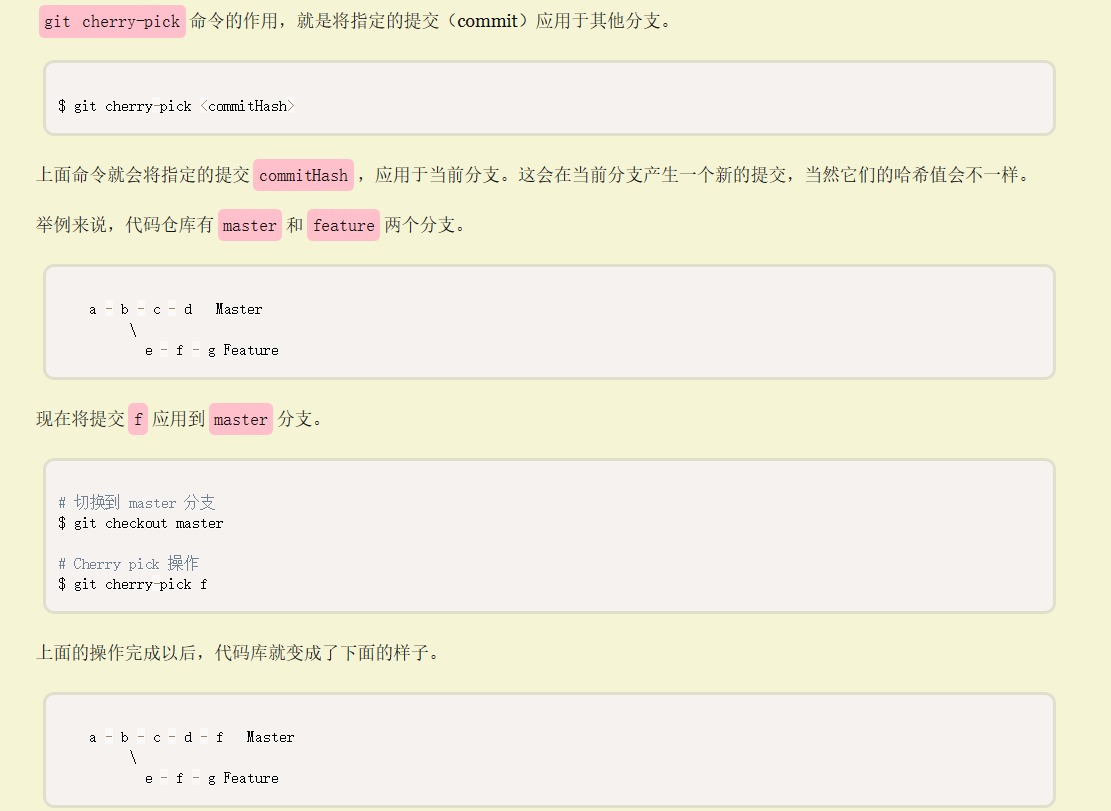 git cherry-pick 命令的作用，就是将指定的提交（commit）应用于其他分支。
$ git cherry-pick <commitHash>
上面命令就会将指定的提交 commitHash ，应用于当前分支。这会在当前分支产生一个新的提交，当然它们的哈希值会不一样。
举例来说，代码仓库有 master 和 feature 两个分支。
a - b - c - d   Master
     \
       e - f - g Feature
现在将提交 f 应用到 master 分支。
# 切换到 master 分支
$ git checkout master
# Cherry pick 操作
$ git cherry-pick f
上面的操作完成以后，代码库就变成了下面的样子。
a - b - c - d - f   Master
     \
       e - f - g Feature